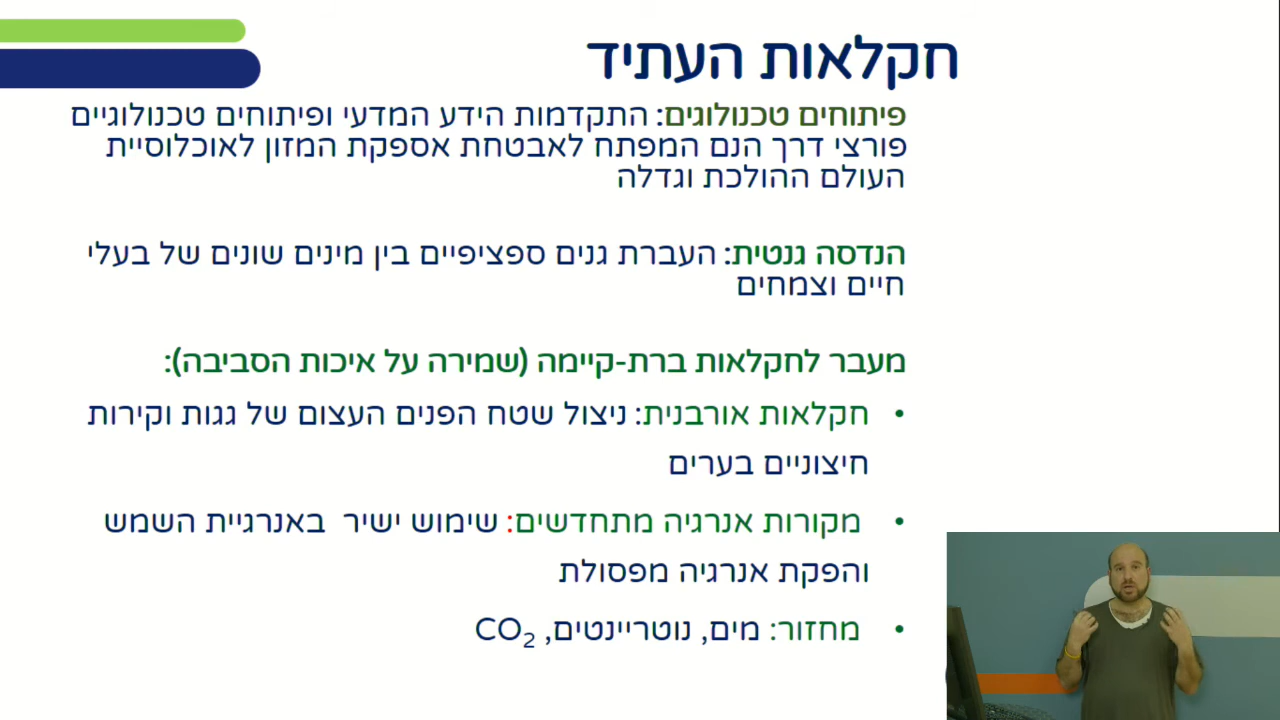 חקלאות העתיד
פיתוחים טכנולוגים: התקדמות הידע המדעי ופיתוחים טכנולוגיים
פורצי דרך הנם המפתח לאבטחת אספקת המזון לאוכלוסיית
העולם ההולכת וגדלה
הנדסה גנטית: העברת גנים ספציפיים בין מינים שונים של בעלי
חיים וצמחים
מעבר לחקלאות ברת-קיימה (שמירה על איכות הסביבה):
• חקלאות אורבנית: ניצול שטח הפנים העצום של גגות וקירות
חיצוניים בערים
• מקורות אנרגיה מתחדשים: שימוש ישיר באנרגיית השמש
והפקת אנרגיה מפסולת
• מחזור: מים, נוטריינטים, CO₂